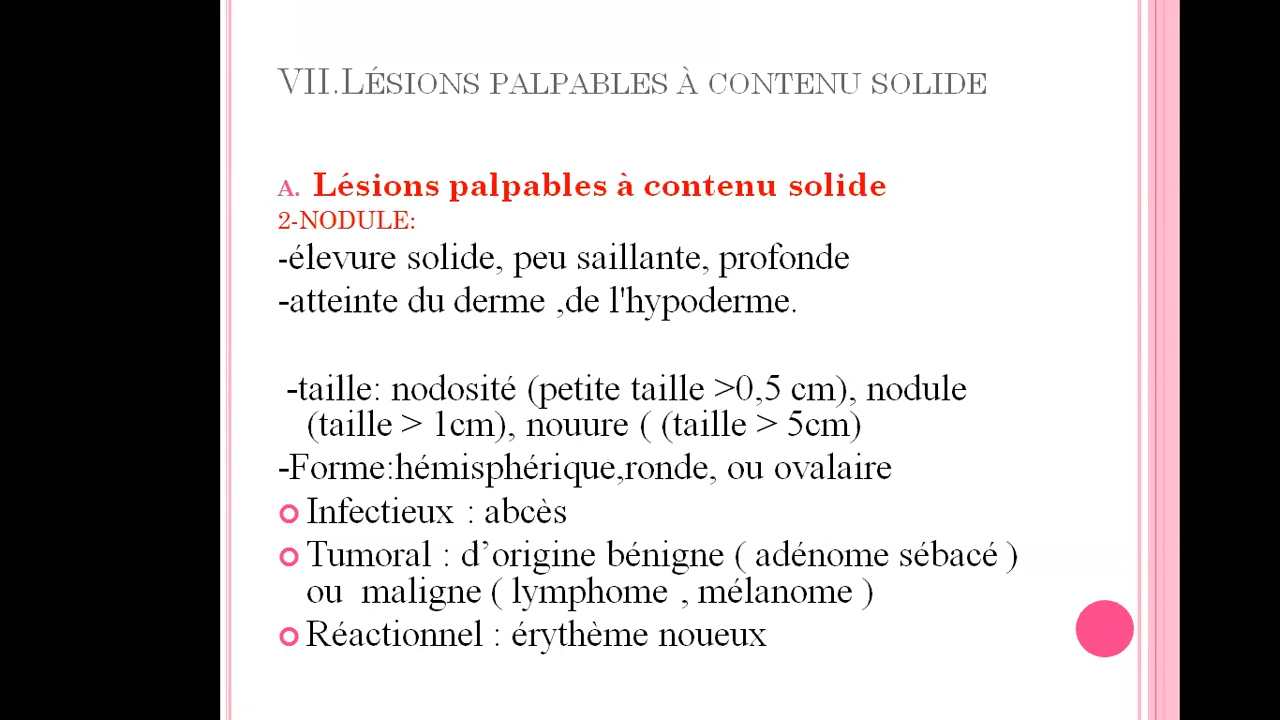 VII.LÉSIONS PALPABLES À CONTENU SOLIDE
A. Lésions palpables à contenu solide
2-NODULE:
-élevure solide, peu saillante, profonde
-atteinte du derme ,de l'hypoderme.
-taille: nodosité (petite taille >0,5 cm), nodule
(taille > 1cm), nouure ( (taille > 5cm)
-Forme:hémisphérique,ronde, ou ovalaire
Infectieux : abcès
Tumoral : d’origine bénigne ( adénome sébacé )
ou maligne ( lymphome , mélanome )
Réactionnel : érythème noueux